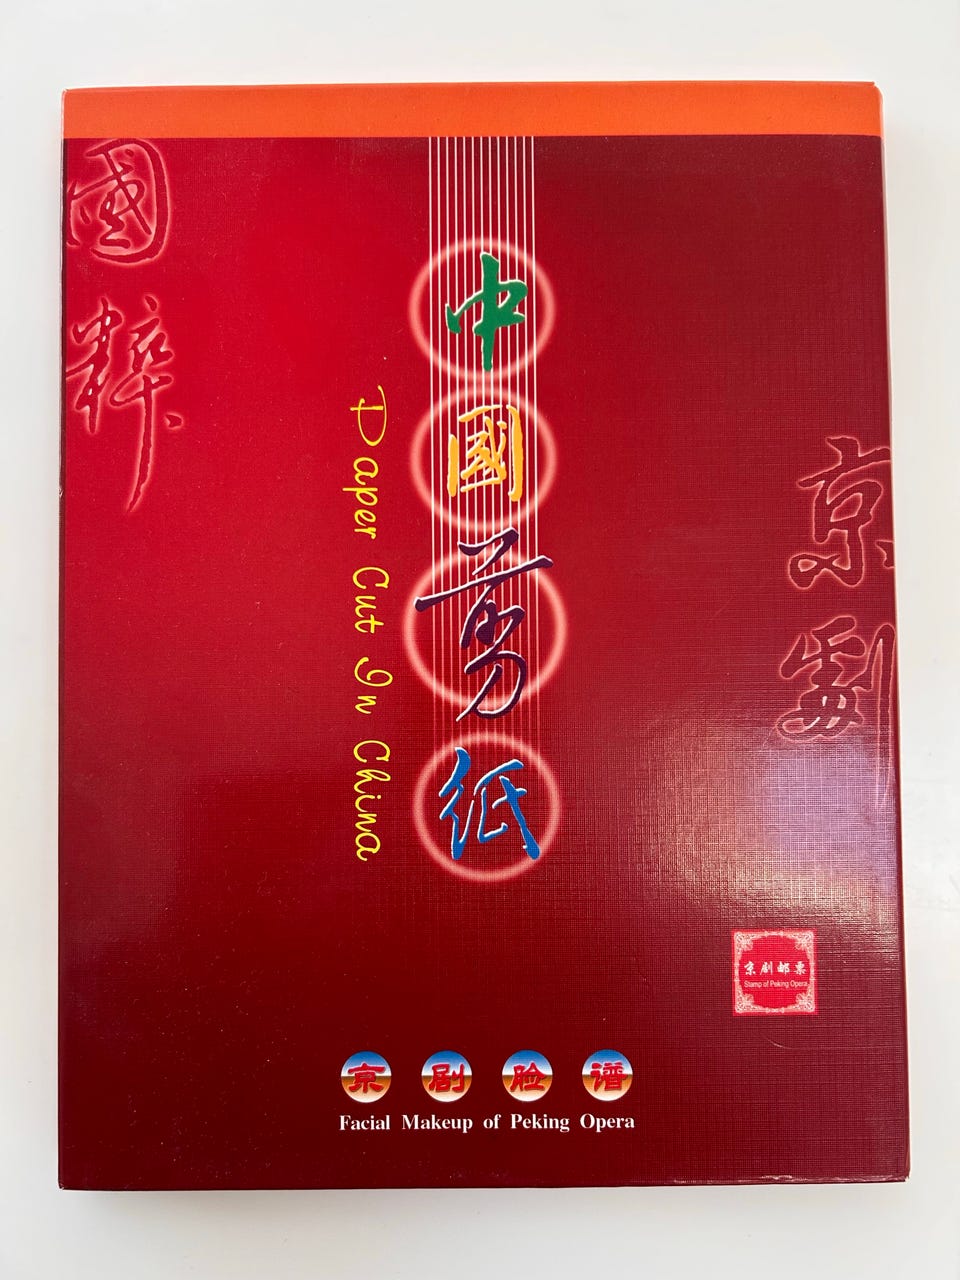 國粹
中國剪紙
Paper Cut In China
京劇
京剧邮票
Stamp of Peking Opera
京剧脸谱
Facial Makeup of Peking Opera